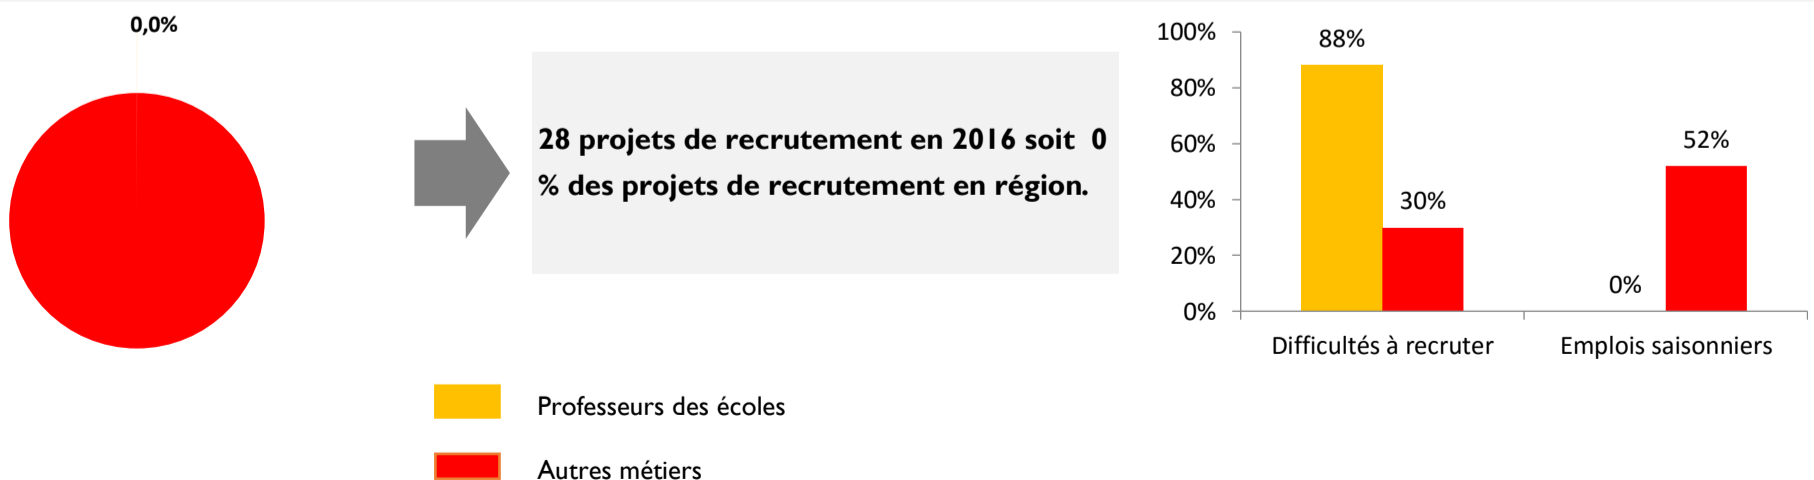 0,0%
28 projets de recrutement en 2016 soit  0
% des projets de recrutement en région.
Professeurs des écoles
Autres métiers
100%
80%
60%
40%
20%
0%
88%
30%
0%
52%
Difficultés à recruter
Emplois saisonniers